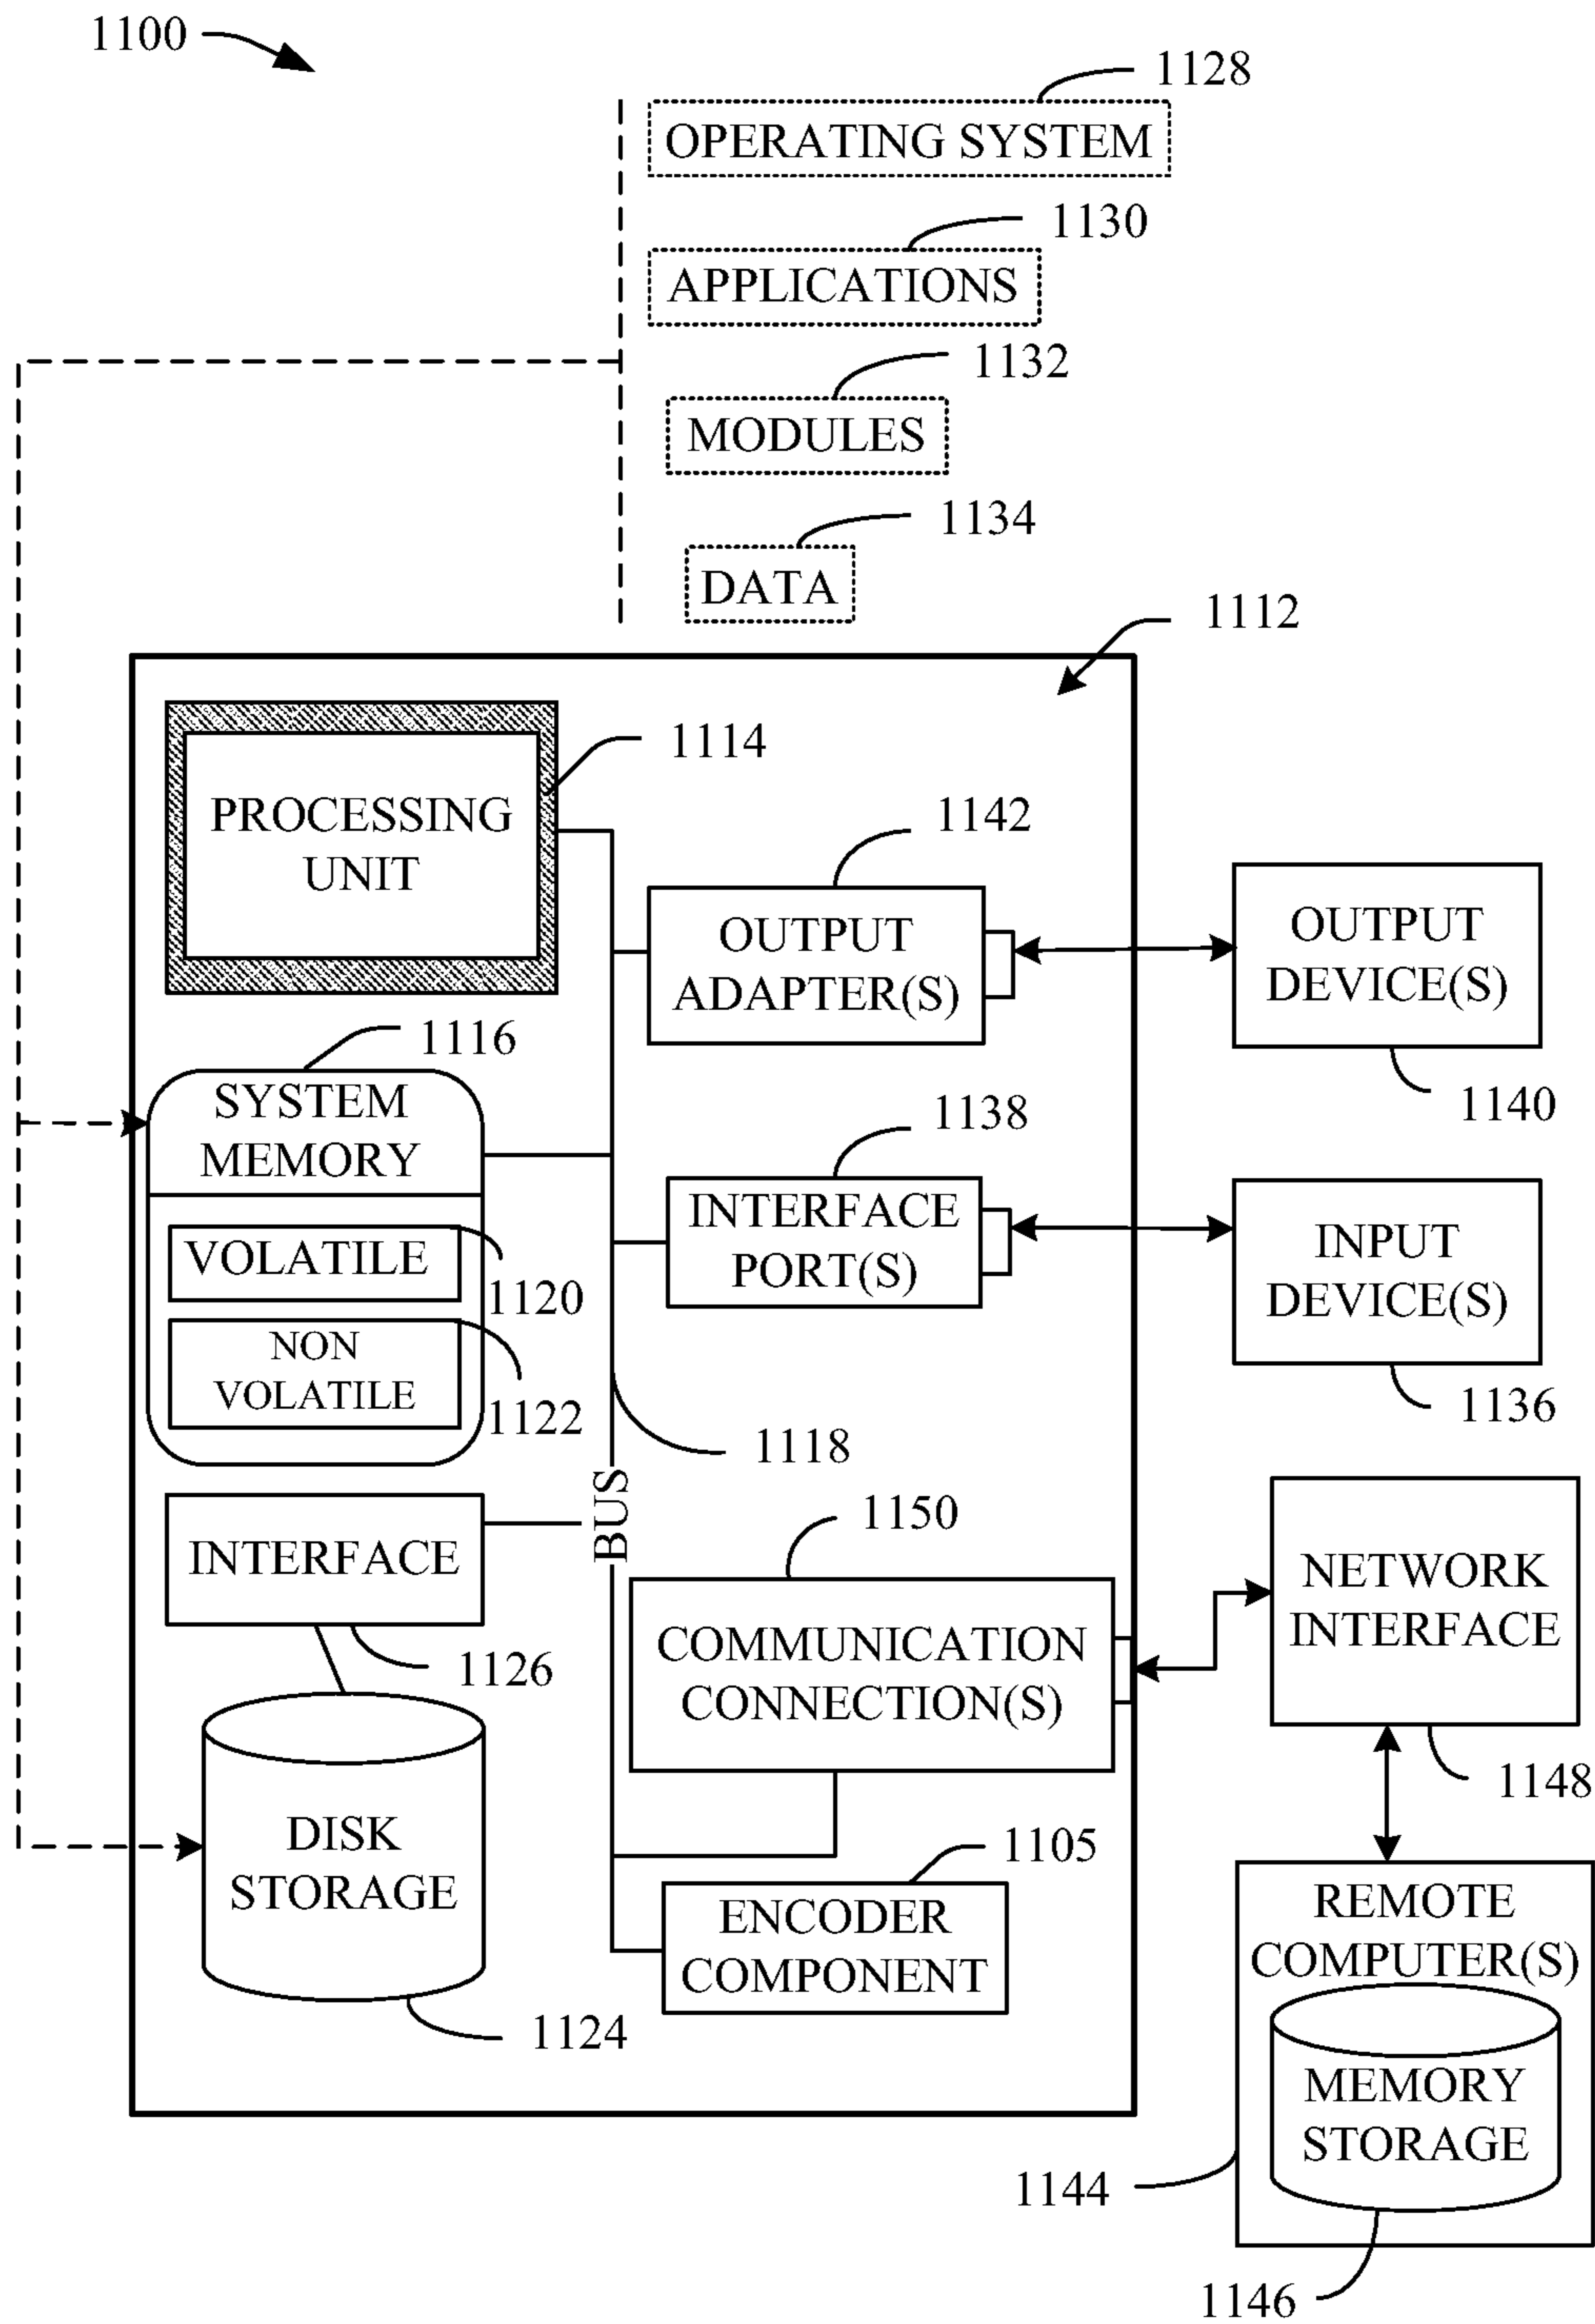 1100
1128
OPERATING SYSTEM
1130
APPLICATIONS
1132
MODULES
1134
DATA
1112
1114
PROCESSING
UNIT
1142
OUTPUT
ADAPTER(S)
OUTPUT
DEVICE(S)
1140
1116
SYSTEM
MEMORY
VOLATILE
1120
NON
VOLATILE
1122
1138
INTERFACE
PORT(S)
INPUT
DEVICE(S)
1136
1118
BUS
INTERFACE
1126
1150
COMMUNICATION
CONNECTION(S)
NETWORK
INTERFACE
1148
DISK
STORAGE
1124
1105
ENCODER
COMPONENT
REMOTE
COMPUTER(S)
MEMORY
STORAGE
1144
1146